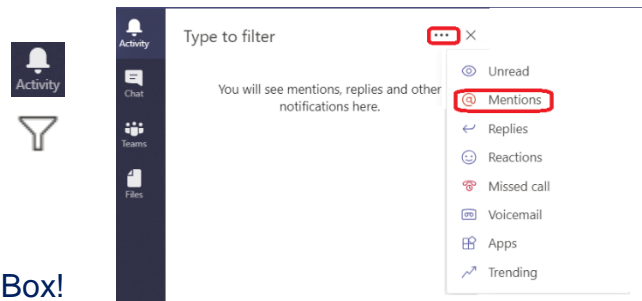 Activity
Activity
Chat
Teams
Files
Type to filter
You will see mentions, replies and other
notifications here.
Unread
@ Mentions
Replies
Reactions
Missed call
Voicemail
Apps
Trending
Box!